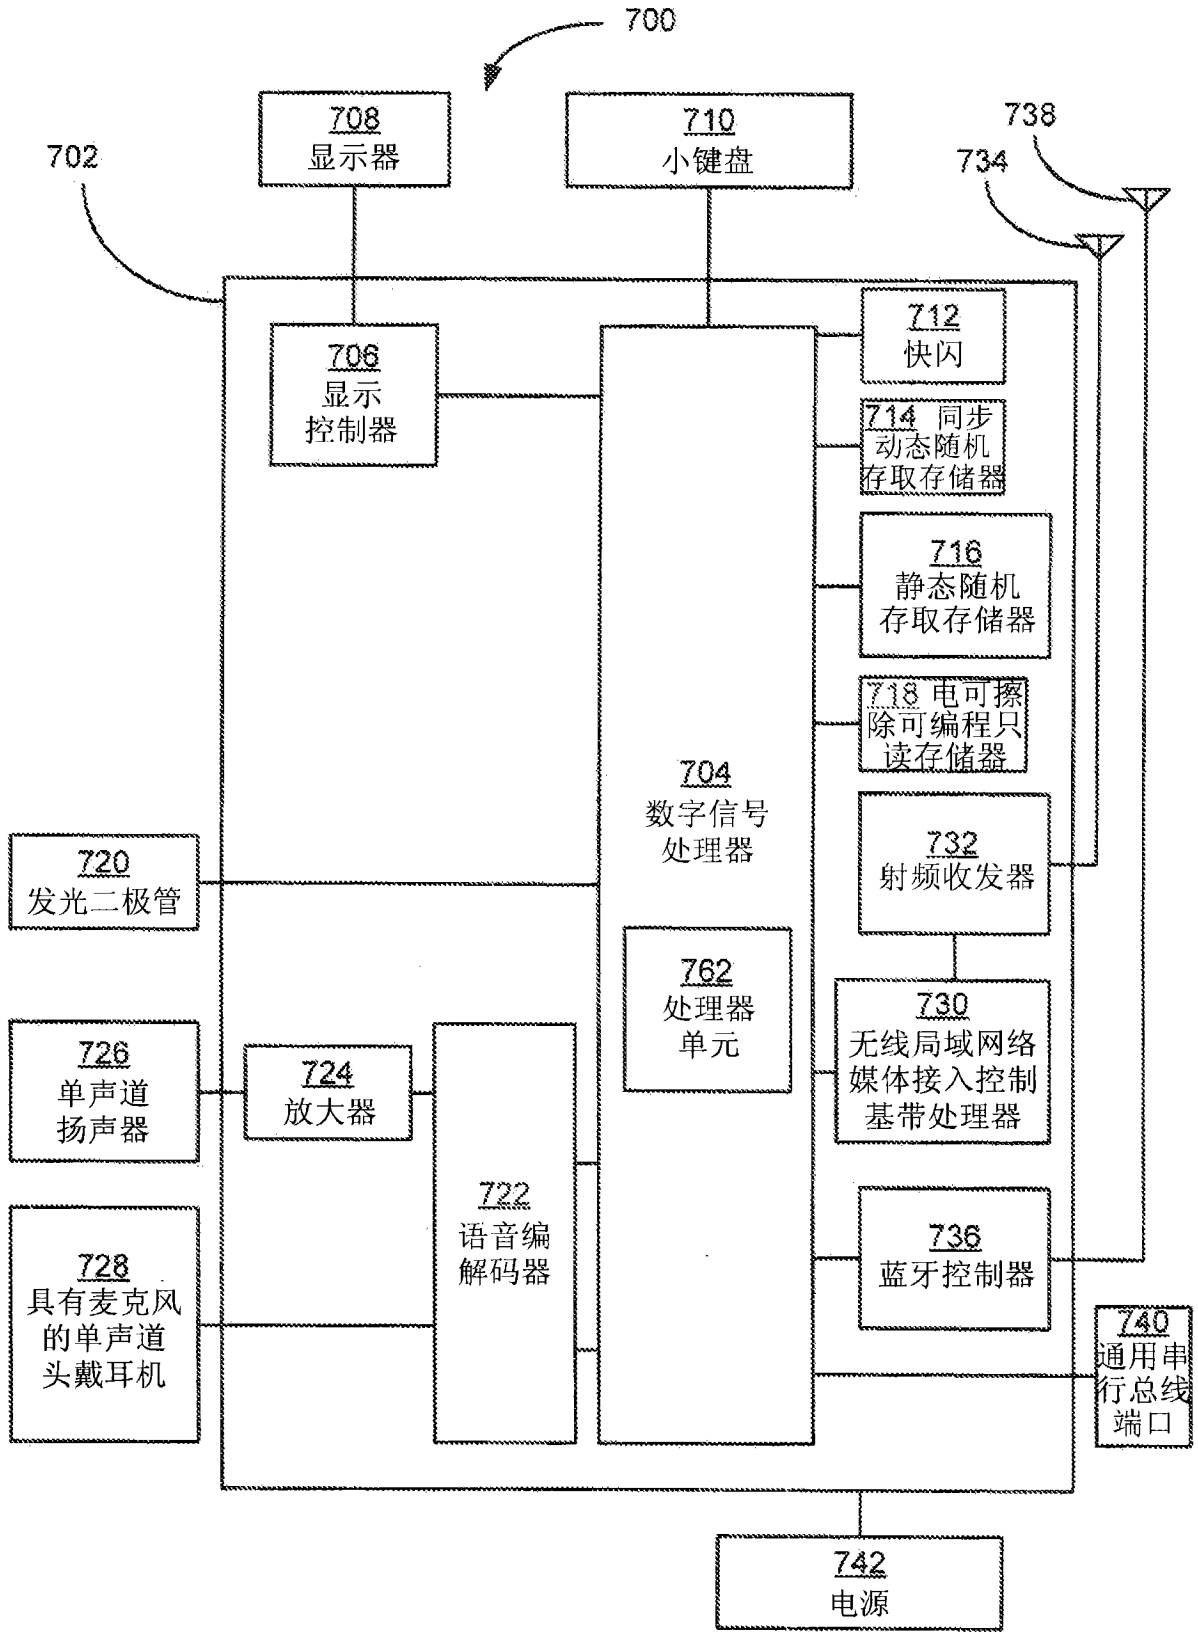 700
708
显示器
710
小键盘
738
702
734
706
显示
控制器
712
快闪
714 同步
动态随机
存取存储器
716
静态随机
存取存储器
718 电可擦
除可编程只
读存储器
704
数字信号
处理器
732
射频收发器
720
发光二极管
762
处理器
单元
730
无线局域网络
媒体接入控制
基带处理器
726
单声道
扬声器
724
放大器
722
语音编
解码器
736
蓝牙控制器
728
具有麦克风
的单声道
头戴耳机
740
通用串
行总线
端口
742
电源